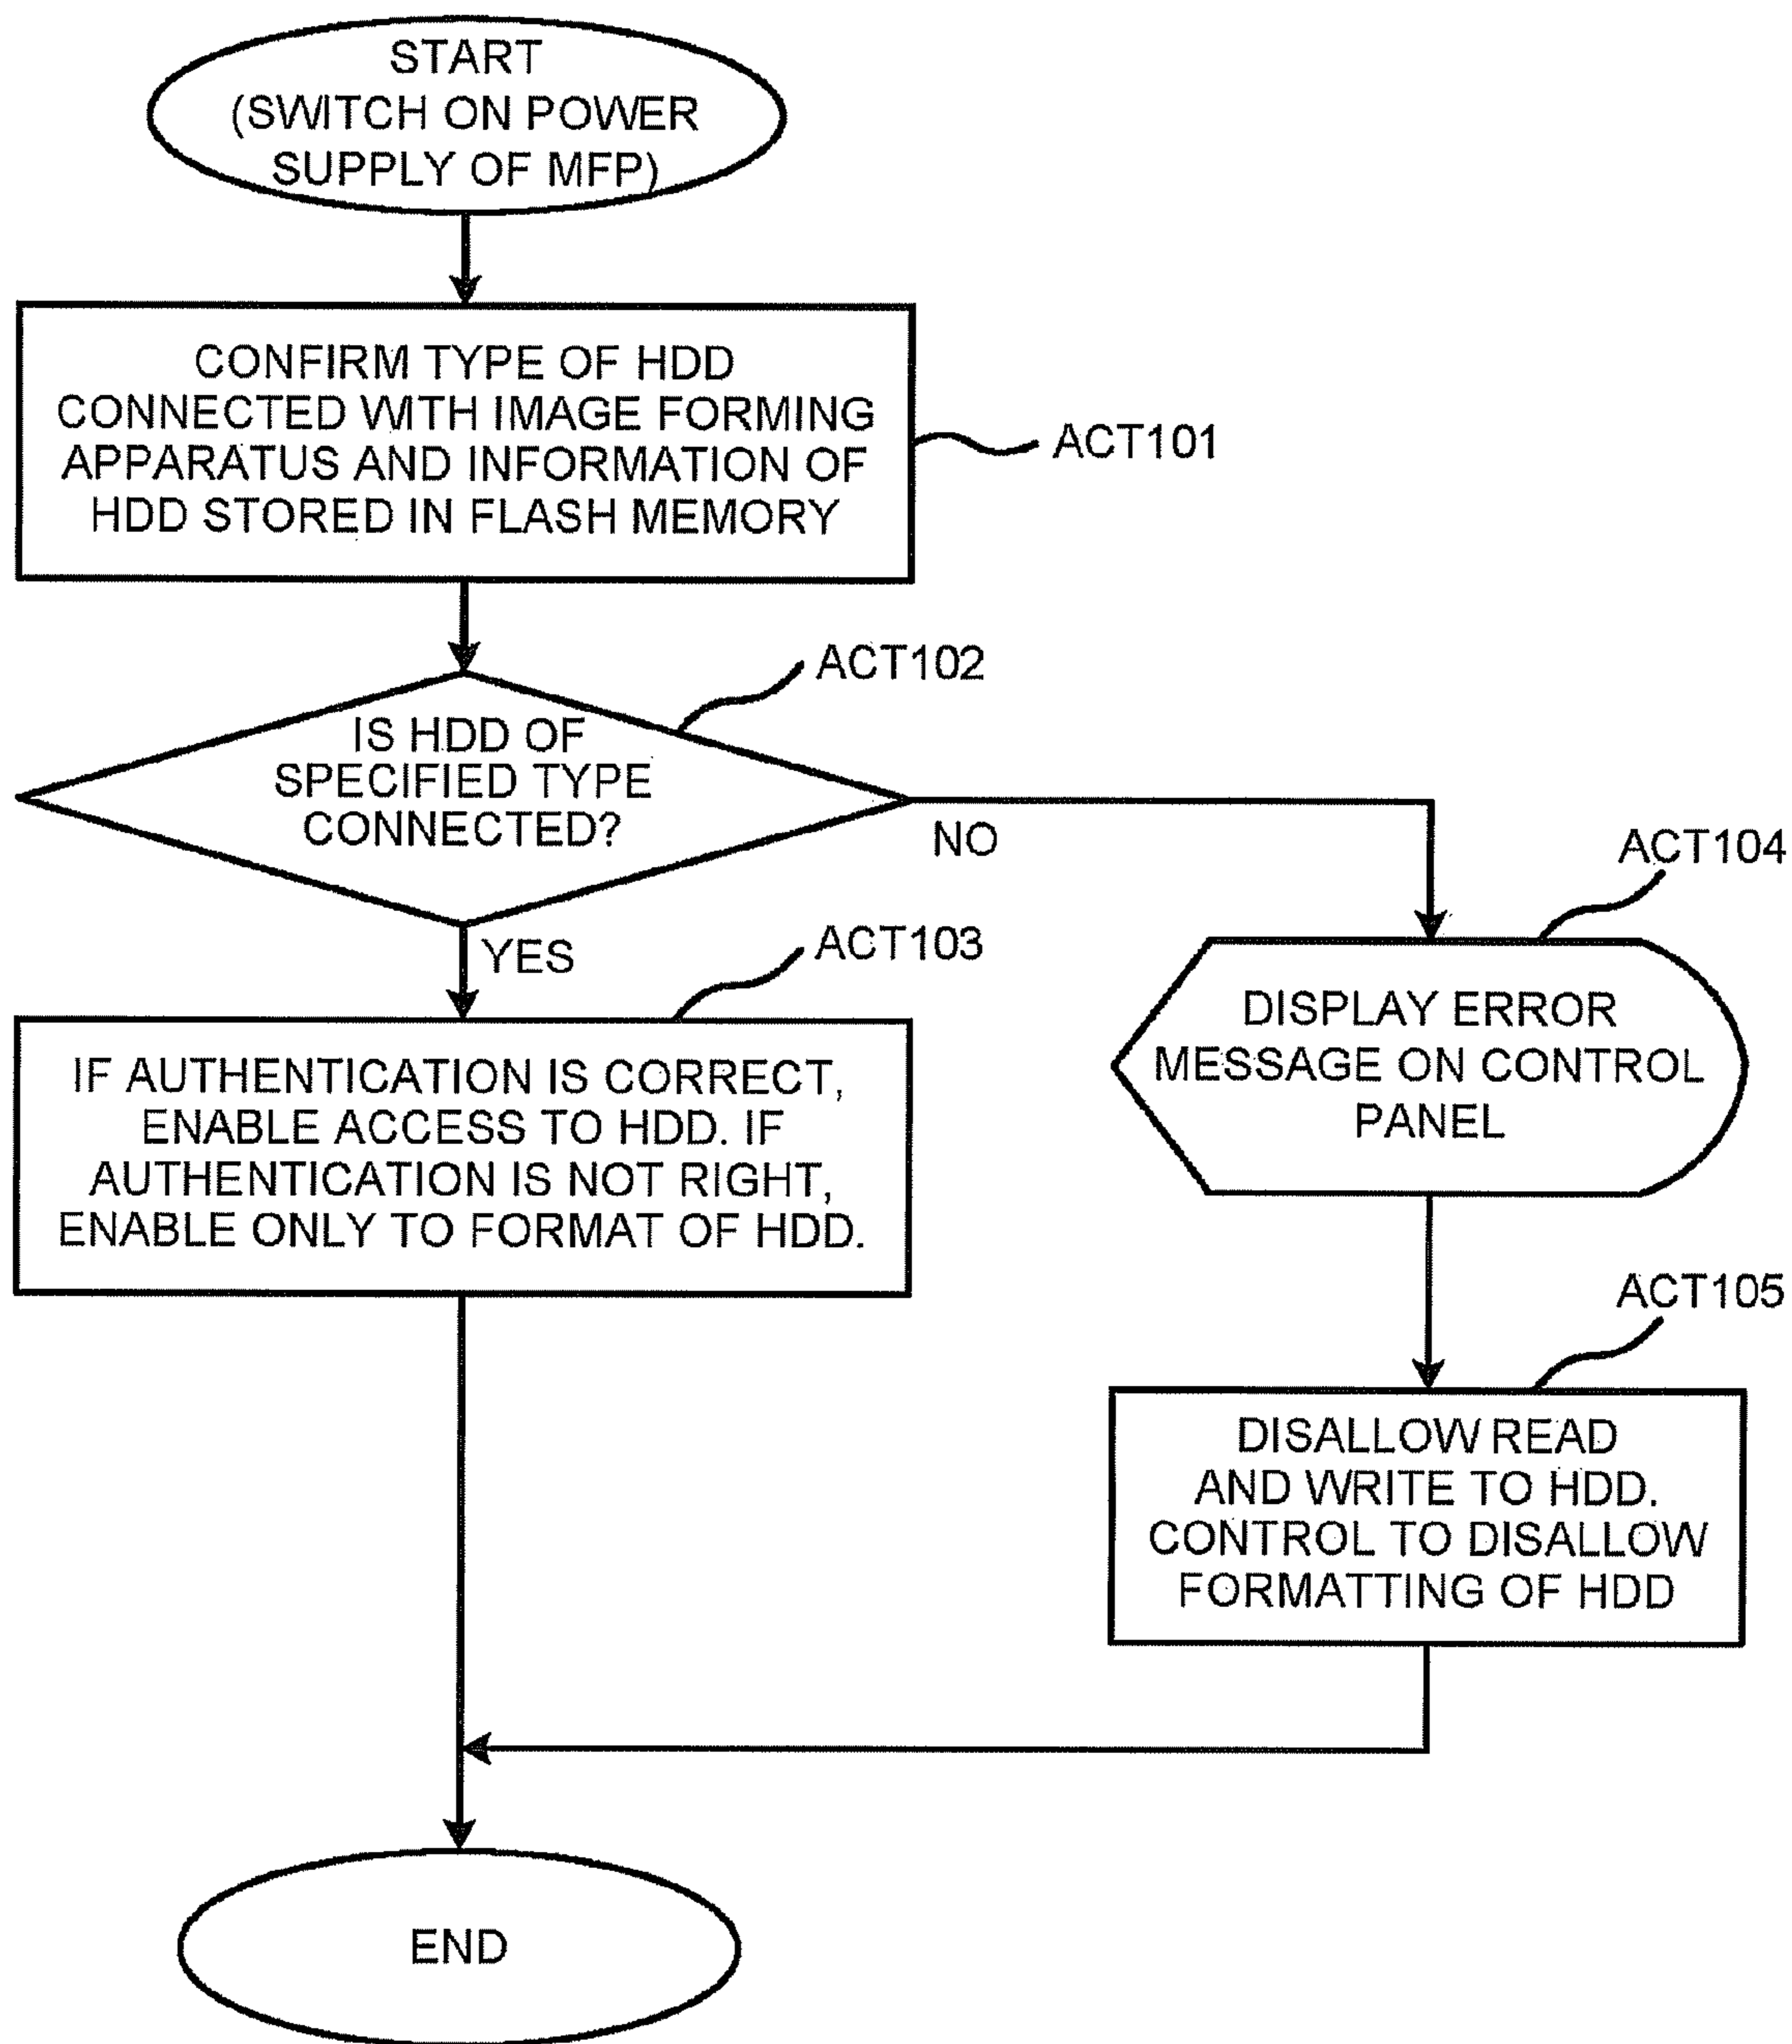 START
(SWITCH ON POWER
SUPPLY OF MFP)
CONFIRM TYPE OF HDD
CONNECTED WITH IMAGE FORMING
APPARATUS AND INFORMATION OF
HDD STORED IN FLASH MEMORY
ACT101
ACT102
IS HDD OF
SPECIFIED TYPE
CONNECTED?
NO
YES
ACT103
IF AUTHENTICATION IS CORRECT,
ENABLE ACCESS TO HDD. IF
AUTHENTICATION IS NOT RIGHT,
ENABLE ONLY TO FORMAT OF HDD.
ACT104
DISPLAY ERROR
MESSAGE ON CONTROL
PANEL
ACT105
DISALLOW READ
AND WRITE TO HDD.
CONTROL TO DISALLOW
FORMATTING OF HDD
END